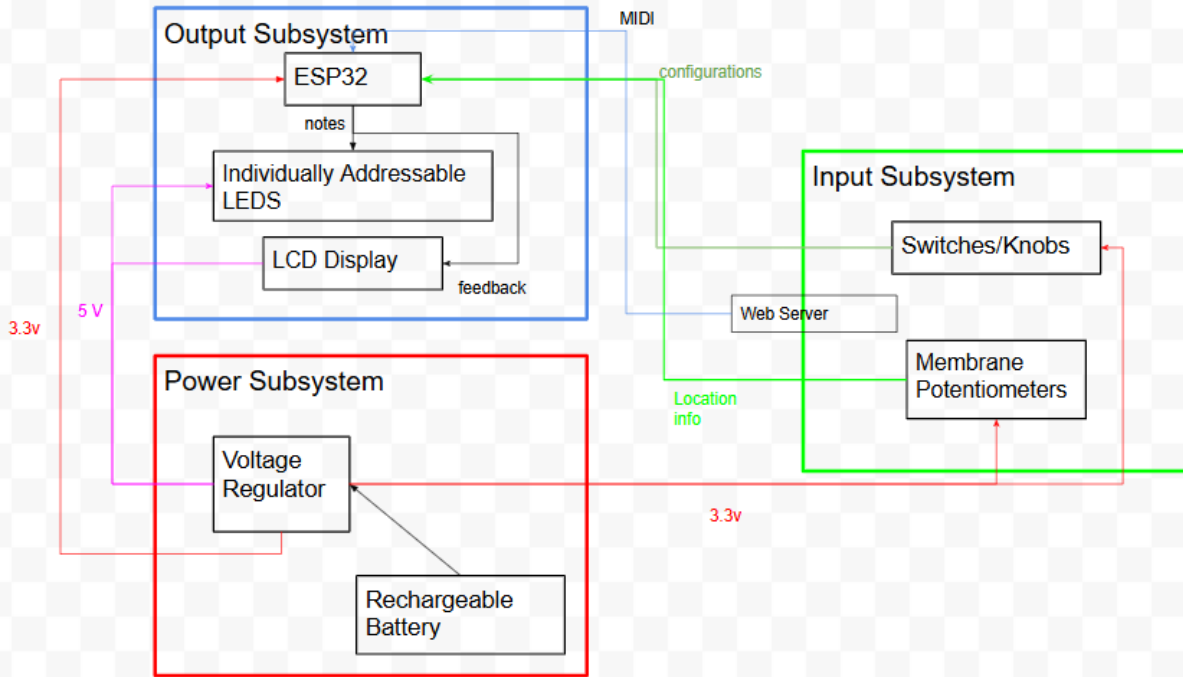 MIDI
Output Subsystem
ESP32
configurations
notes
Individually Addressable
LEDS
Input Subsystem
Switches/Knobs
LCD Display
feedback
5 V
3.3v
Web Server
Membrane
Potentiometers
Location
info
Power Subsystem
Voltage
Regulator
3.3v
Rechargeable
Battery